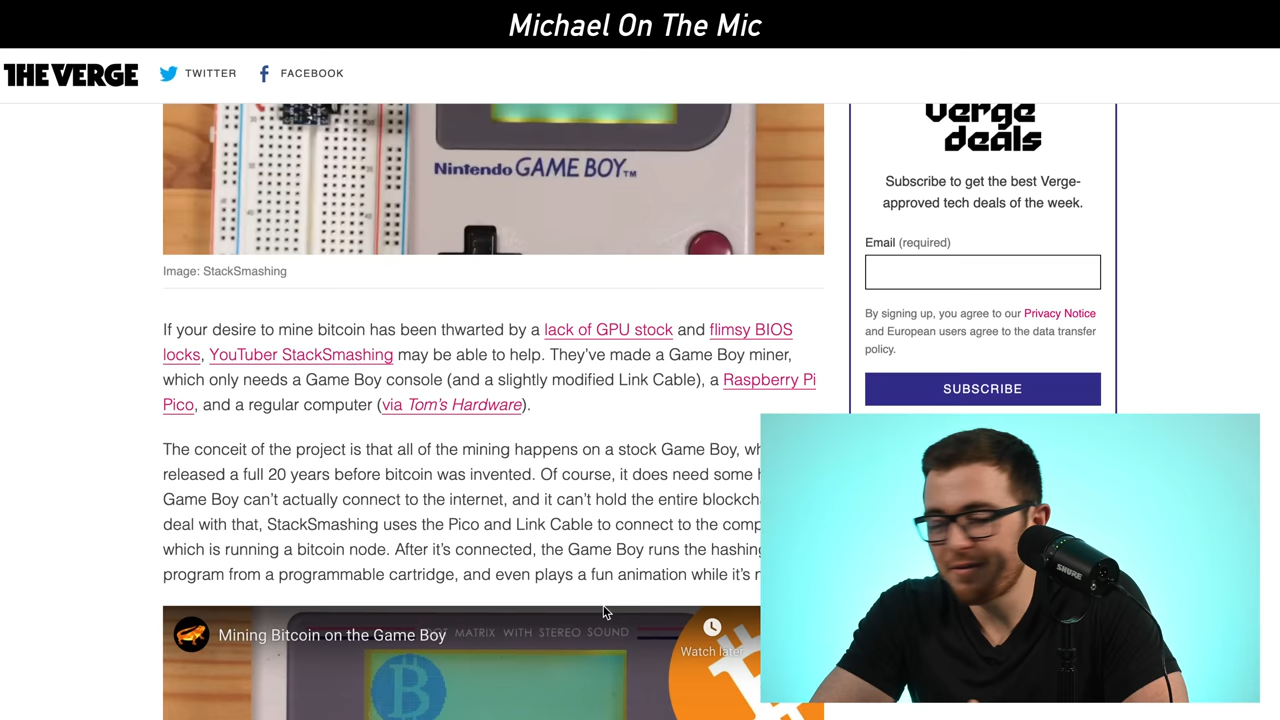 Michael On The Mic
THE VERGE
TWITTER
FACEBOOK
Nintendo GAME BOY TM
Image: StackSmashing
If your desire to mine bitcoin has been thwarted by a lack of GPU stock and flimsy BIOS
locks, YouTuber StackSmashing may be able to help. They've made a Game Boy miner,
which only needs a Game Boy console (and a slightly modified Link Cable), a Raspberry Pi
Pico, and a regular computer (via Tom's Hardware).
The conceit of the project is that all of the mining happens on a stock Game Boy,
released a full 20 years before bitcoin was invented. Of course, it does need some
Game Boy can't actually connect to the internet, and it can't hold the entire
deal with that, StackSmashing uses the Pico and Link Cable to connect to the
which is running a bitcoin node. After it's connected, the Game Boy runs the hashing
program from a programmable cartridge, and even plays a fun animation while it's
Mining Bitcoin on the Game Boy
MATRIX WITH STEREO SOUND
Watch later
verge
deals
Subscribe to get the best Verge-
approved tech deals of the week.
Email (required)
By signing up, you agree to our Privacy Notice
and European users agree to the data transfer
policy.
SUBSCRIBE
SHURE